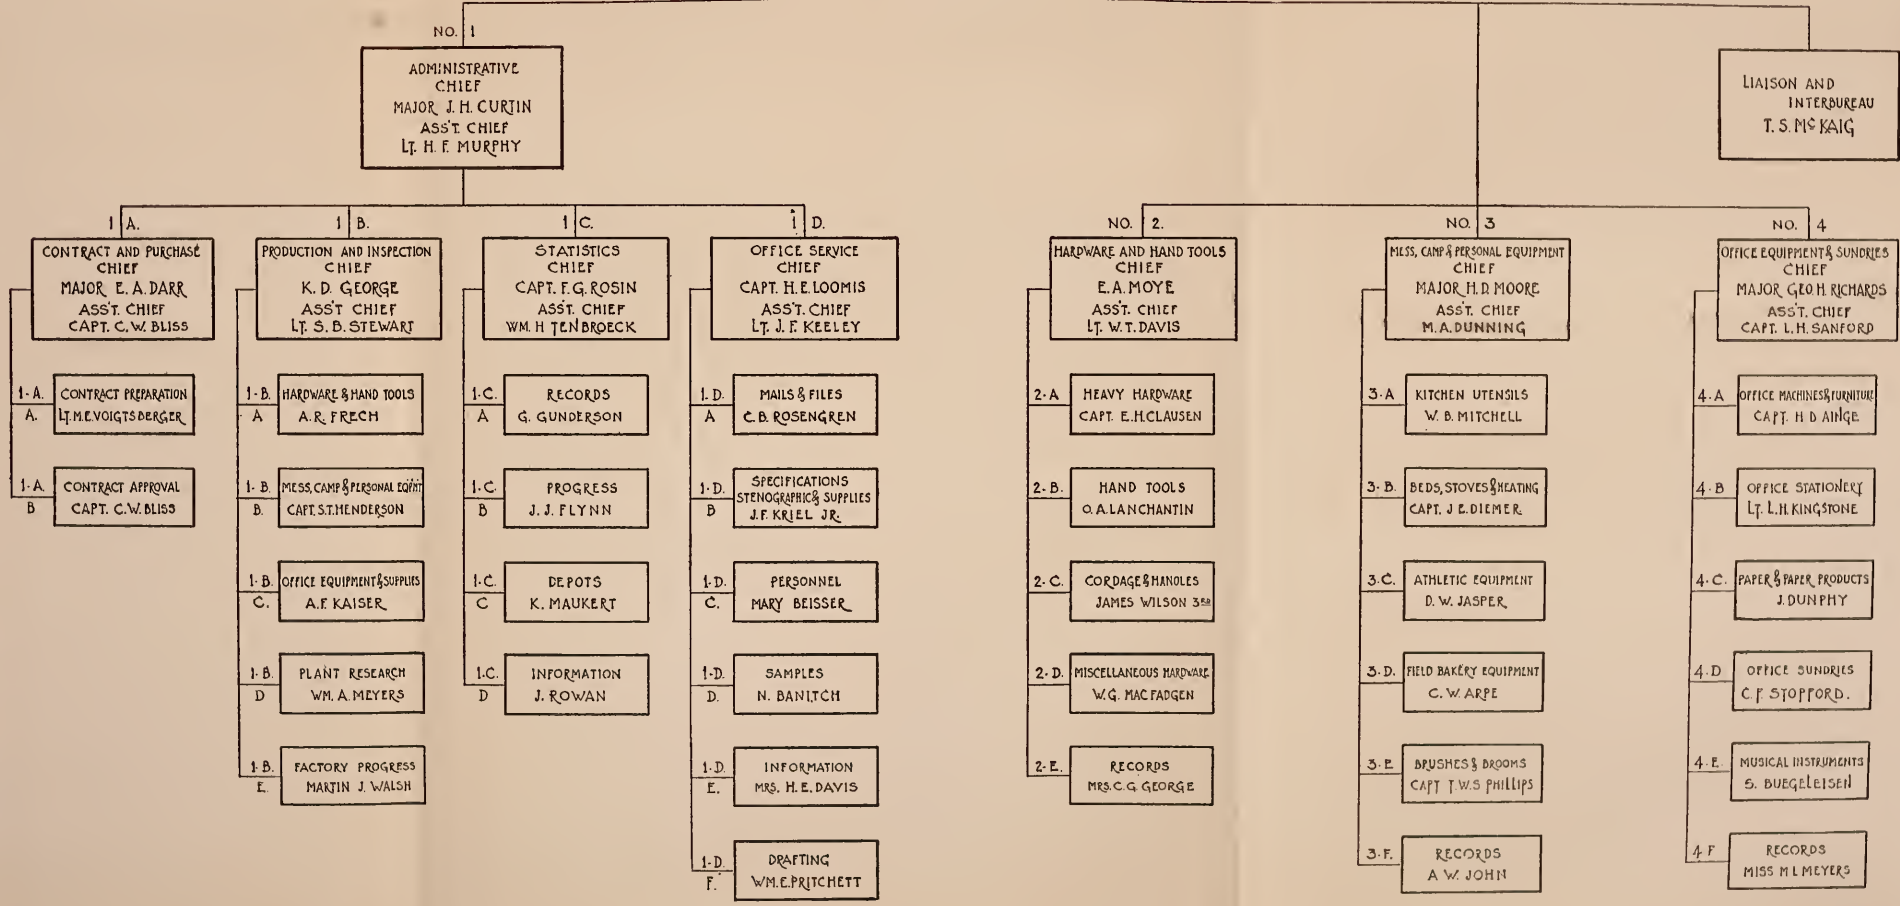 NO. 1
ADMINISTRATIVE
CHIEF
MAJOR J. H. CURTIN
ASS'T. CHIEF
LT. H. F. MURPHY
LIAISON AND
INTERBUREAU
T. S. McKAIG
1 A.
CONTRACT AND PURCHASE
CHIEF
MAJOR E. A. DARR
ASS'T. CHIEF
CAPT. C. W. BLISS
1-A.
A.
CONTRACT PREPARATION
LT. M. E. VOIGTSBERGER
1-A.
B
CONTRACT APPROVAL
CAPT. C. W. BLISS
1 B.
PRODUCTION AND INSPECTION
CHIEF
K. D. GEORGE
ASS'T CHIEF
LT. S. B. STEWART
1-B.
A
HARDWARE & HAND TOOLS
A. R. FRECH
1-B.
B.
MESS, CAMP & PERSONAL EQPMT
CAPT. S. T. HENDERSON
1-B.
C.
OFFICE EQUIPMENT & SUPPLIES
A. F. KAISER
1-B.
D
PLANT RESEARCH
WM. A. MEYERS
1-B.
E.
FACTORY PROGRESS
MARTIN J. WALSH
1 C.
STATISTICS
CHIEF
CAPT. F. G. ROSIN
ASS'T. CHIEF
WM. H TENBROECK
1-C.
A
RECORDS
G. GUNDERSON
1-C.
B
PROGRESS
J. J. FLYNN
1-C.
C
DEPOTS
K. MAUKERT
1-C.
D
INFORMATION
J. ROWAN
1 D.
OFFICE SERVICE
CHIEF
CAPT. H. E. LOOMIS
ASS'T. CHIEF
LT. J. F. KEELEY
1-D.
A
MAILS & FILES
C. B. ROSENGREN
1-D.
B
SPECIFICATIONS
STENOGRAPHIC & SUPPLIES
J. F. KRIEL JR.
1-D.
C.
PERSONNEL
MARY BEISSER
1-D.
D.
SAMPLES
N. BANITCH
1-D.
E.
INFORMATION
MRS. H. E. DAVIS
1-D.
F.
DRAFTING
WM. E. PRITCHETT
NO. 2.
HARDWARE AND HAND TOOLS
CHIEF
E. A. MOYE
ASS'T. CHIEF
LT. W. T. DAVIS
2-A
HEAVY HARDWARE
CAPT. E. H. CLAUSEN
2-B.
HAND TOOLS
O. A. LANCHANTIN
2-C.
CORDAGE & HANDLES
JAMES WILSON 3RD
2-D.
MISCELLANEOUS HARDWARE
W. G. MACFADGEN
2-E.
RECORDS
MRS. C. G. GEORGE
NO. 3
MESS, CAMP & PERSONAL EQUIPMENT
CHIEF
MAJOR H. D. MOORE
ASS'T. CHIEF
M. A. DUNNING
3-A
KITCHEN UTENSILS
W. B. MITCHELL
3-B.
BEDS, STOVES & HEATING
CAPT. J. E. DIEMER
3-C.
ATHLETIC EQUIPMENT
D. W. JASPER
3-D.
FIELD BAKERY EQUIPMENT
C. W. ARPE
3-E
BRUSHES & BROOMS
CAPT T. W. S PHILLIPS
3-F.
RECORDS
A W. JOHN
NO. 4
OFFICE EQUIPMENT & SUNDRIES
CHIEF
MAJOR GEO. H. RICHARDS
ASS'T. CHIEF
CAPT. L. H. SANFORD
4-A
OFFICE MACHINES & FURNITURE
CAPT. H D AINGE
4-B
OFFICE STATIONERY
LT. L. H. KINGSTONE
4-C.
PAPER & PAPER PRODUCTS
J. DUNPHY
4-D
OFFICE SUNDRIES
C. F. STOPFORD.
4-E.
MUSICAL INSTRUMENTS
S. BUEGELEISEN
4-F
RECORDS
MISS M L MEYERS